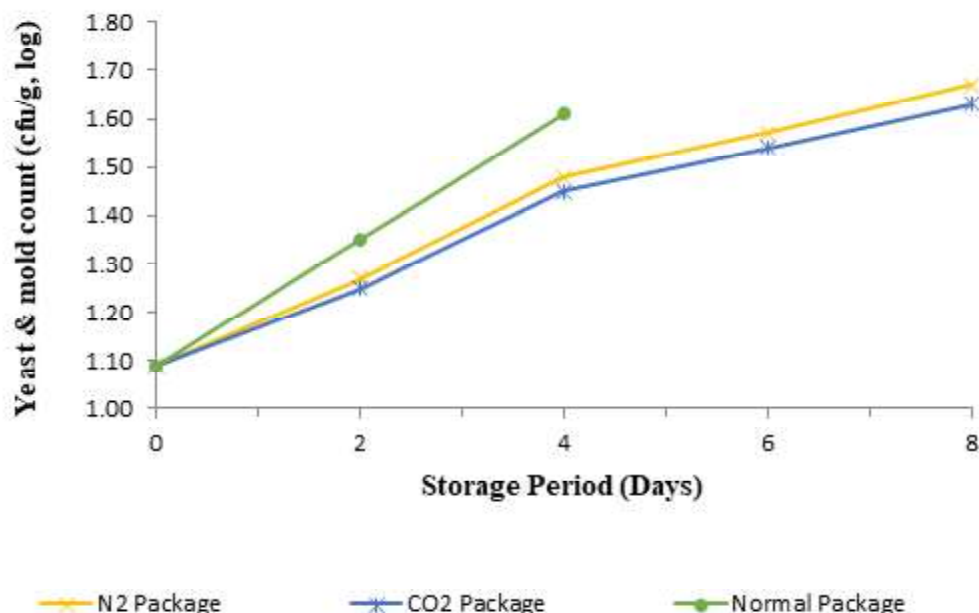 Yeast & mold count (cfu/g, log)
1.80
1.70
1.60
1.50
1.40
1.30
1.20
1.10
1.00
0 2 4 6 8
Storage Period (Days)
N2 Package CO2 Package Normal Package